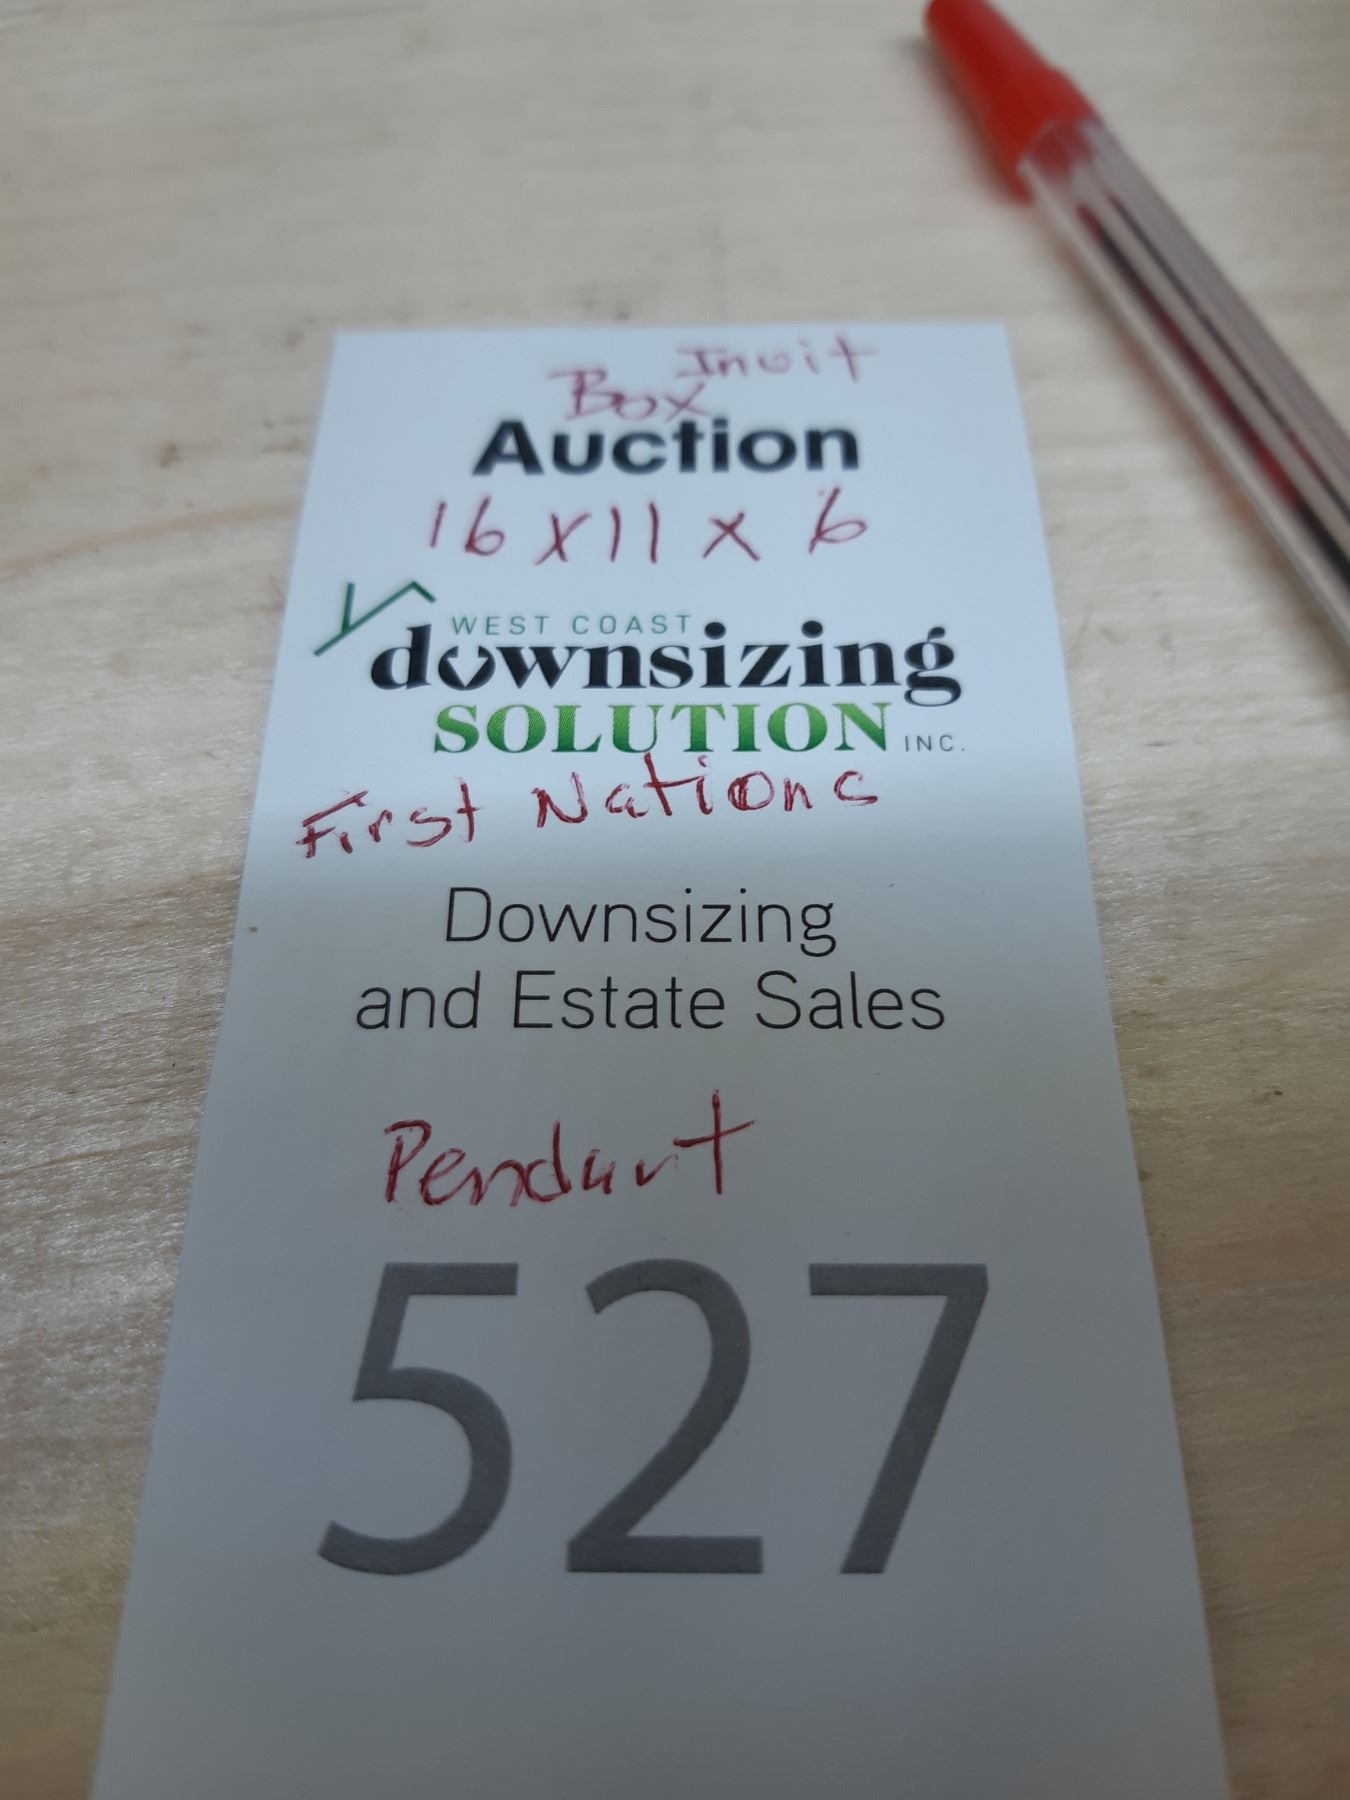 Inuit
Box
Auction
16 x 11 x 6
WEST COAST
downsizing
SOLUTION INC.
First Nations
Downsizing
and Estate Sales
Pendant
527